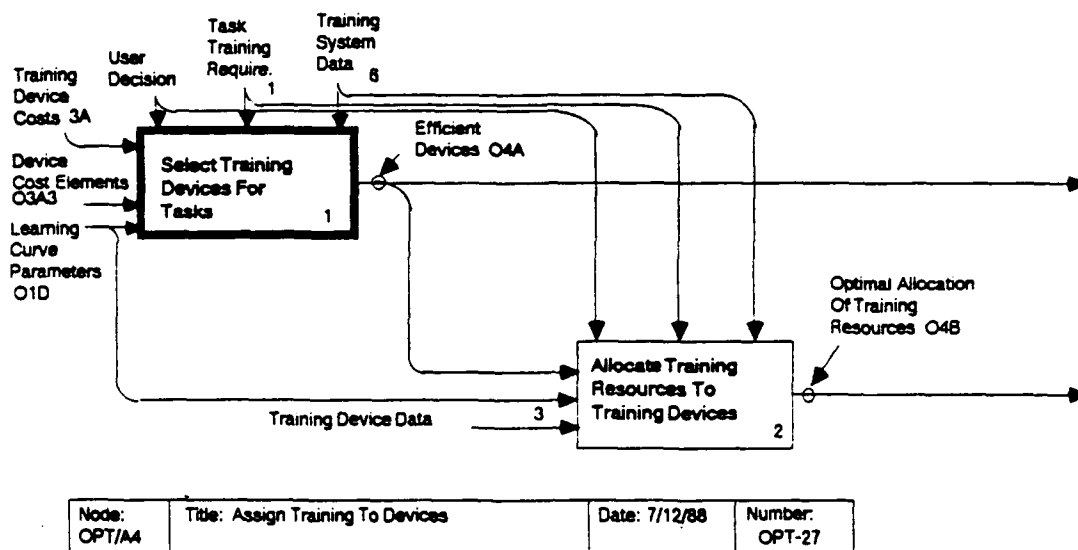 Training
Device
Costs 3A
User
Decision
Task
Training
Require.
1
Training
System
Data
6
Device
Cost Elements
O3A3
Learning
Curve
Parameters
O1D
Select Training
Devices For
Tasks
1
Efficient
Devices O4A
Optimal Allocation
Of Training
Resources O4B
Allocate Training
Resources To
Training Devices
2
Training Device Data
3
Node:
OPT/A4
Title: Assign Training To Devices
Date: 7/12/88
Number:
OPT-27